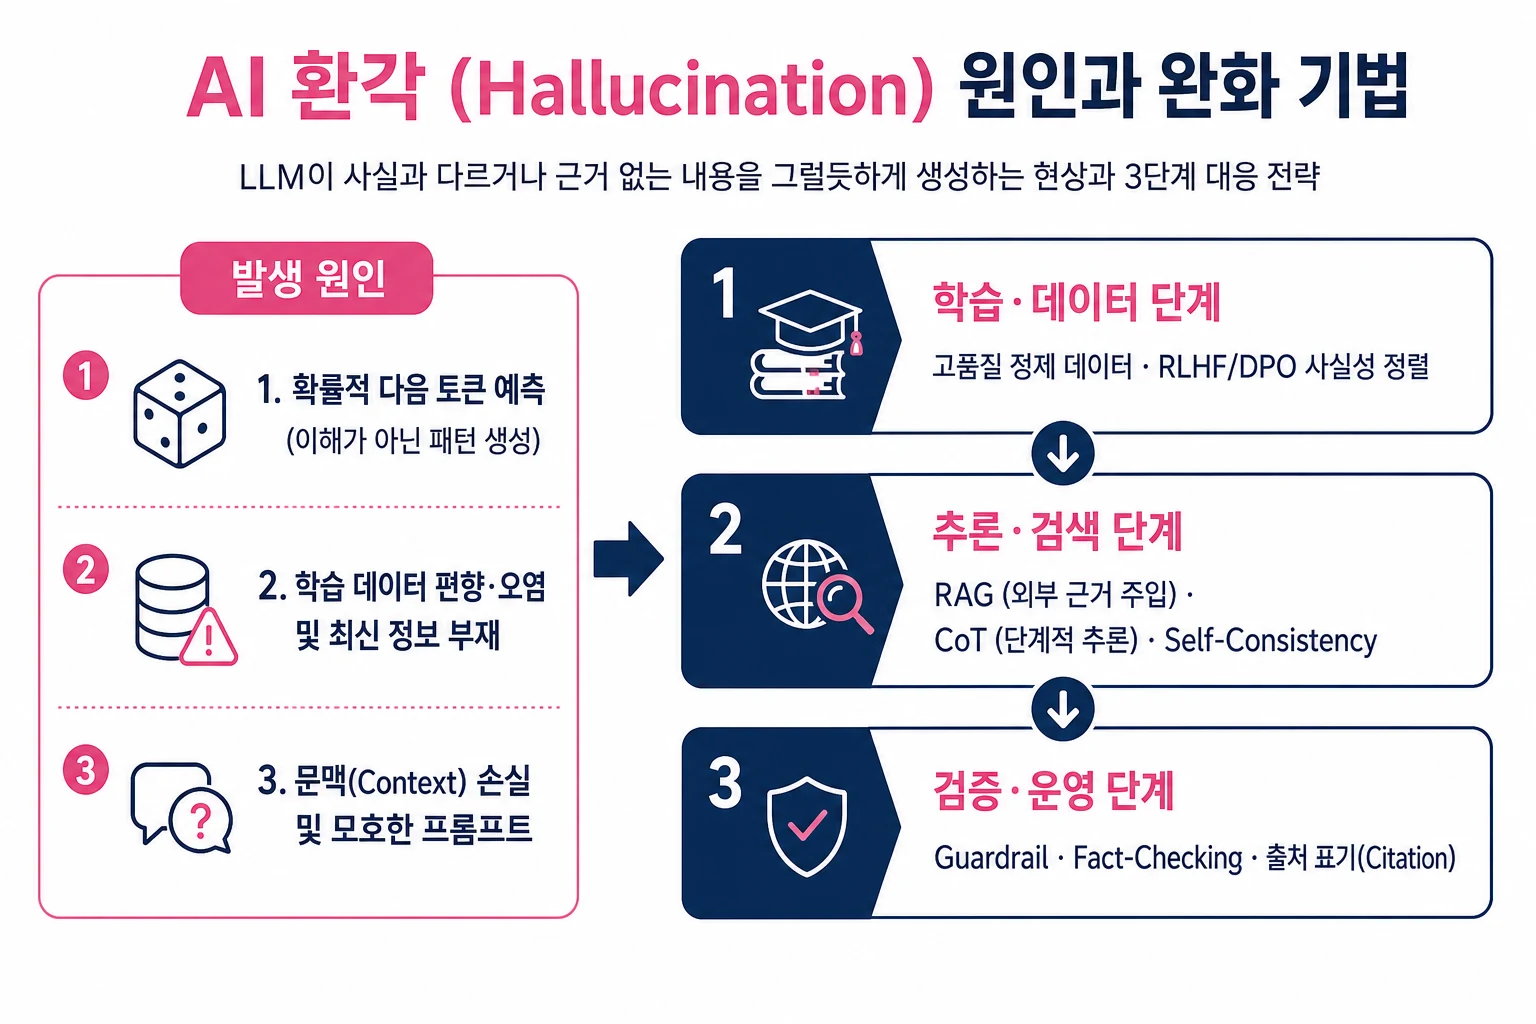 AI 환각 (Hallucination) 원인과 완화 기법
LLM이 사실과 다르거나 근거 없는 내용을 그럴듯하게 생성하는 현상과 3단계 대응 전략
발생 원인
1
1. 확률적 다음 토큰 예측
(이해가 아닌 패턴 생성)
2
2. 학습 데이터 편향·오염
및 최신 정보 부재
3
3. 문맥(Context) 손실
및 모호한 프롬프트
?
1
학습·데이터 단계
고품질 정제 데이터 · RLHF/DPO 사실성 정렬
2
추론·검색 단계
RAG (외부 근거 주입) ·
CoT (단계적 추론) · Self-Consistency
3
검증·운영 단계
Guardrail · Fact-Checking · 출처 표기(Citation)